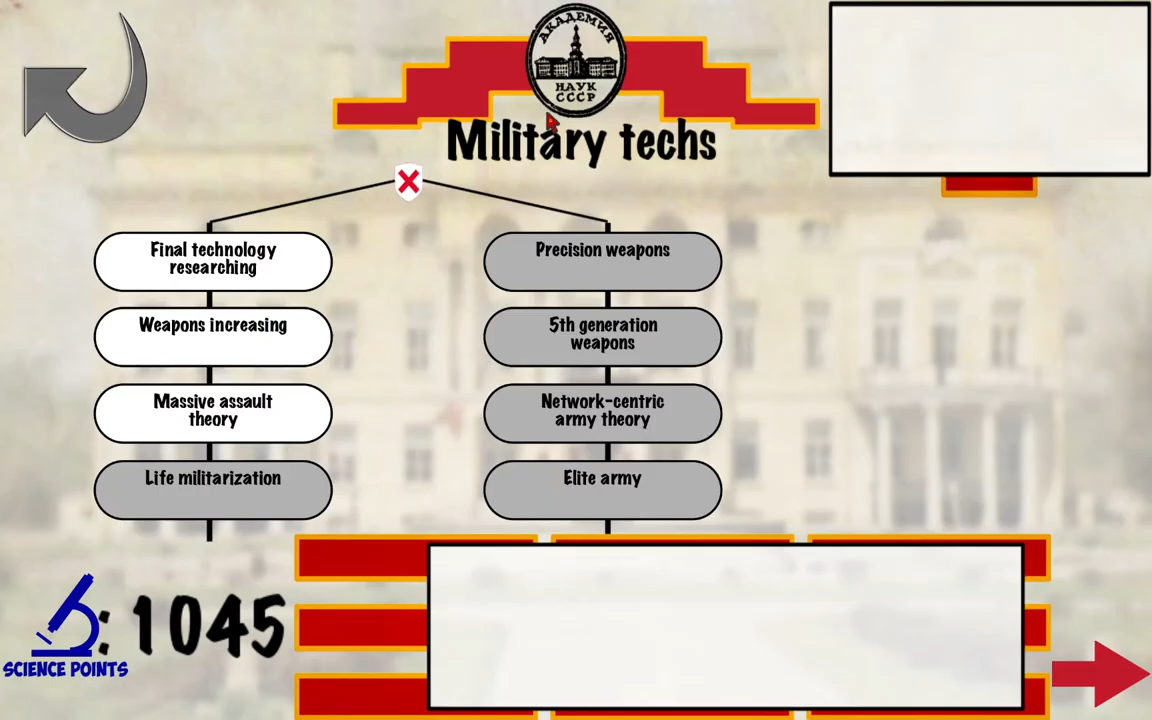 АКАДЕМИЯ
НАУК
СССР
Military techs
Final technology
researching
Precision weapons
Weapons increasing
5th generation
weapons
Massive assault
theory
Network-centric
army theory
Life militarization
Elite army
: 1045
SCIENCE POINTS